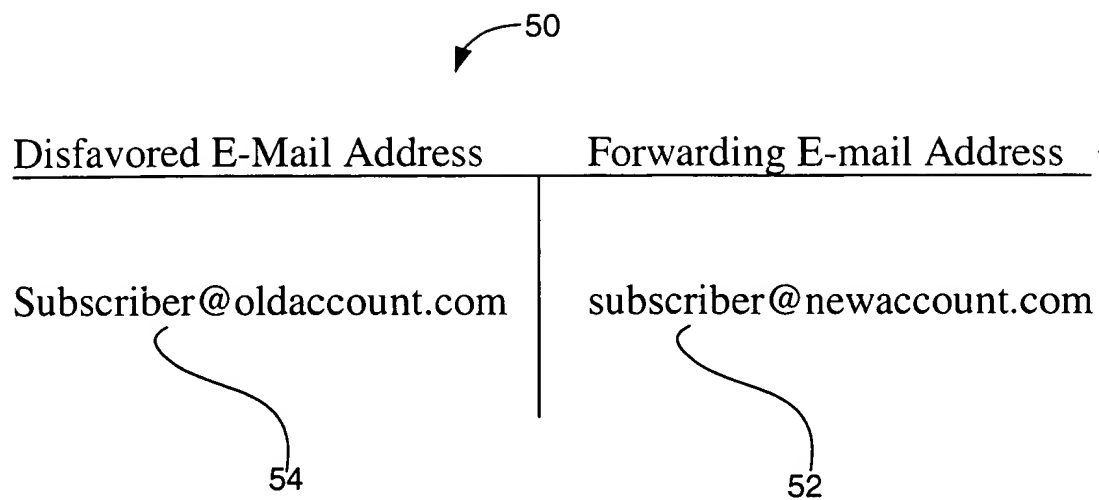 50
Disfavored E-Mail Address Forwarding E-mail Address
Subscriber@oldaccount.com subscriber@newaccount.com
54 52